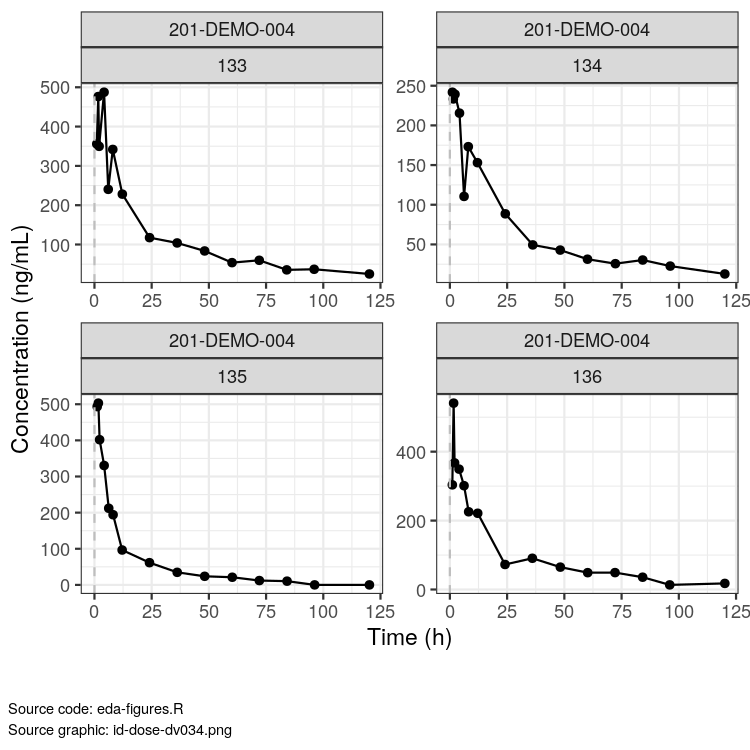 201-DEMO-004
201-DEMO-004
133
134
500
400
300
200
100
250
200
150
100
50
0 25 50 75 100 125
0 25 50 75 100 125
Concentration (ng/mL)
201-DEMO-004
201-DEMO-004
135
136
500
400
300
200
100
0
400
200
0
0 25 50 75 100 125
0 25 50 75 100 125
Time (h)
Source code: eda-figures.R
Source graphic: id-dose-dv034.png